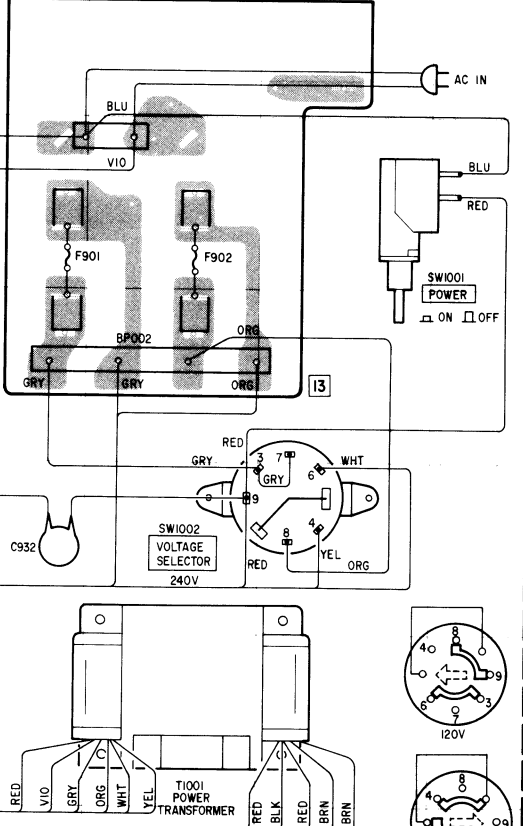 AC IN
BLU
VIO
BLU
RED
F901
F902
SW1001
POWER
ON
OFF
BP002
ORG
GRY
GRY
ORG
13
RED
GRY
3
7
GRY
6
WHT
9
4
8
YEL
RED
ORG
C932
SW1002
VOLTAGE
SELECTOR
240V
8
4
9
6
3
7
120V
T1001
POWER
TRANSFORMER
RED
VIO
GRY
ORG
WHT
YEL
RED
BLK
RED
BRN
BRN
8
4
9